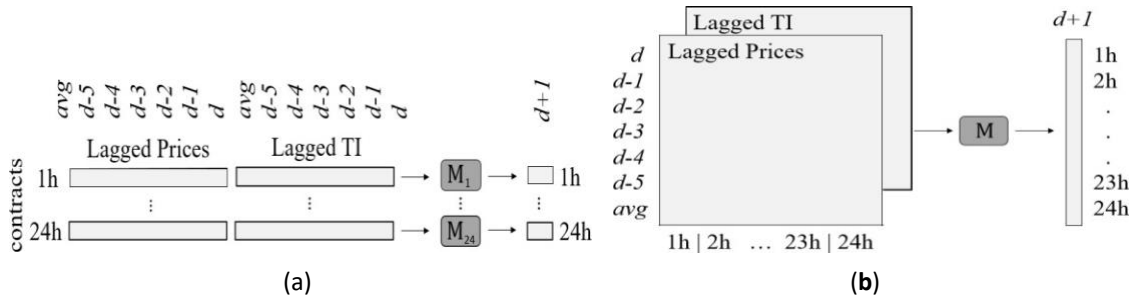 avg d-5 d-4 d-3 d-2 d-1 d avg d-5 d-4 d-3 d-2 d-1 d d+1
Lagged Prices Lagged TI
contracts
1h M1 1h
⋮ ⋮ ⋮ ⋮
24h M24 24h
(a)
Lagged TI
Lagged Prices
d+1
d
d-1
d-2
d-3
d-4
d-5
avg
M
1h
2h
.
.
.
23h
24h
1h | 2h ... 23h | 24h
(b)